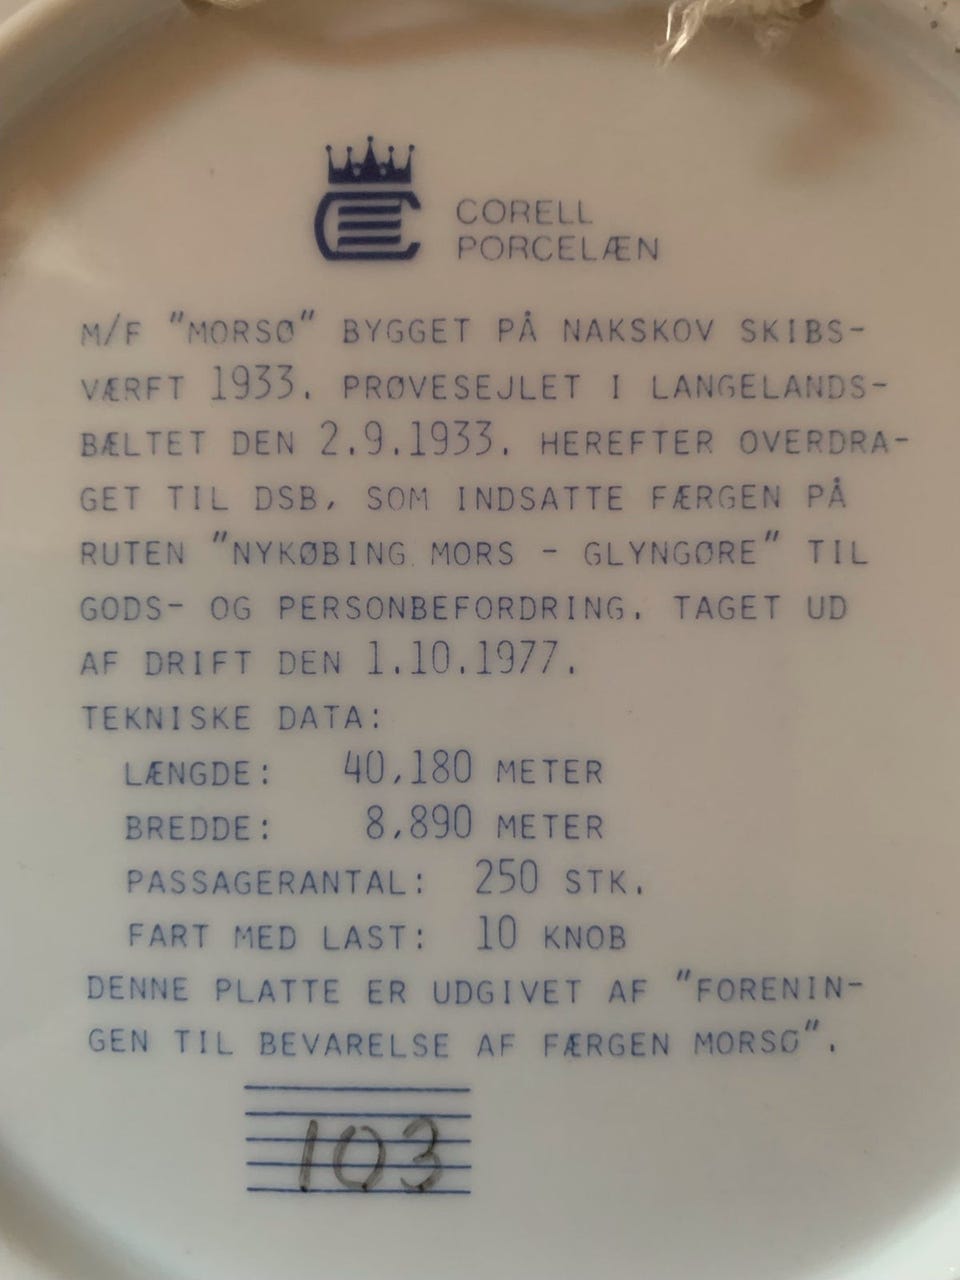 CORELL
PORCELÆN
M/F "MORSØ" BYGGET PÅ NAKSKOV SKIBS-
VÆRFT 1933. PRØVESEJLET I LANGELANDS-
BÆLTET DEN 2.9.1933. HEREFTER OVERDRA-
GET TIL DSB, SOM INDSATTE FÆRGEN PÅ
RUTEN "NYKØBING MORS - GLYNGØRE" TIL
GODS- OG PERSONBEFORDRING. TAGET UD
AF DRIFT DEN 1.10.1977.
TEKNISKE DATA:
LÆNGDE: 40,180 METER
BREDDE: 8,890 METER
PASSAGERANTAL: 250 STK.
FART MED LAST: 10 KNOB
DENNE PLATTE ER UDGIVET AF "FORENIN-
GEN TIL BEVARELSE AF FÆRGEN MORSØ".
103